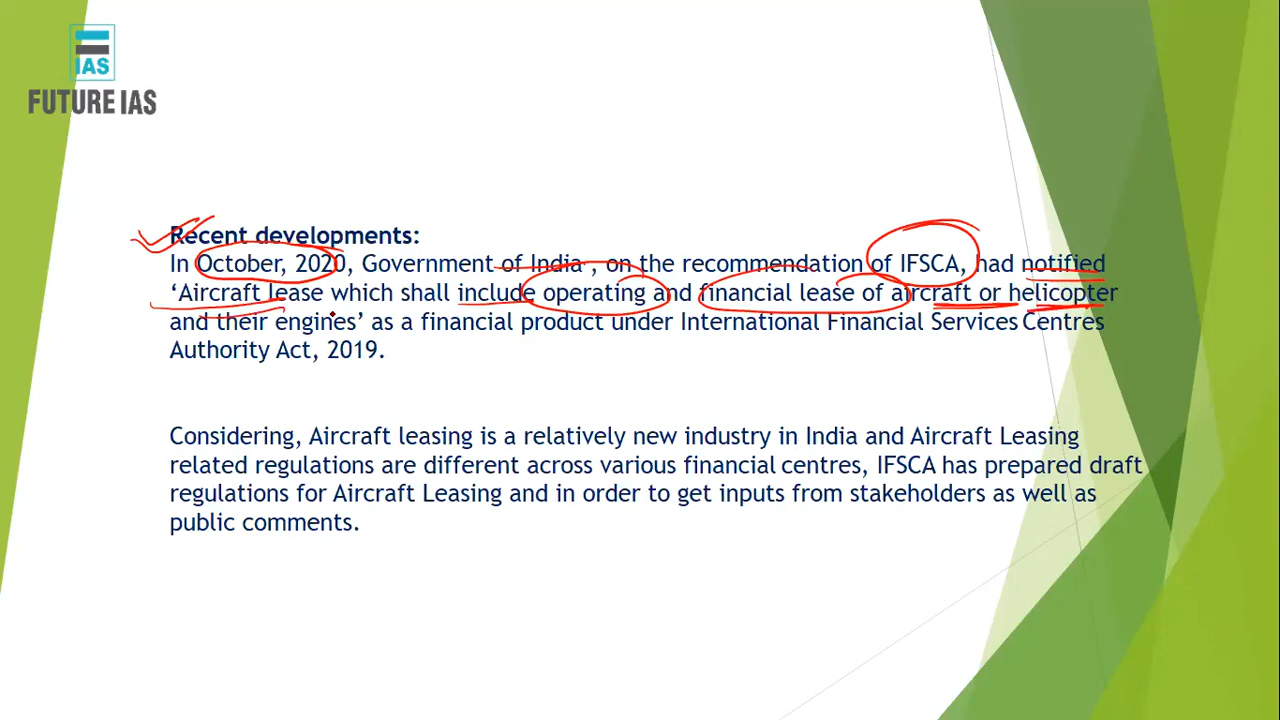 IAS
FUTURE IAS
Recent developments:
In October, 2020, Government of India , on the recommendation of IFSCA, had notified
‘Aircraft lease which shall include operating and financial lease of aircraft or helicopter
and their engines’ as a financial product under International Financial Services Centres
Authority Act, 2019.
Considering, Aircraft leasing is a relatively new industry in India and Aircraft Leasing
related regulations are different across various financial centres, IFSCA has prepared draft
regulations for Aircraft Leasing and in order to get inputs from stakeholders as well as
public comments.